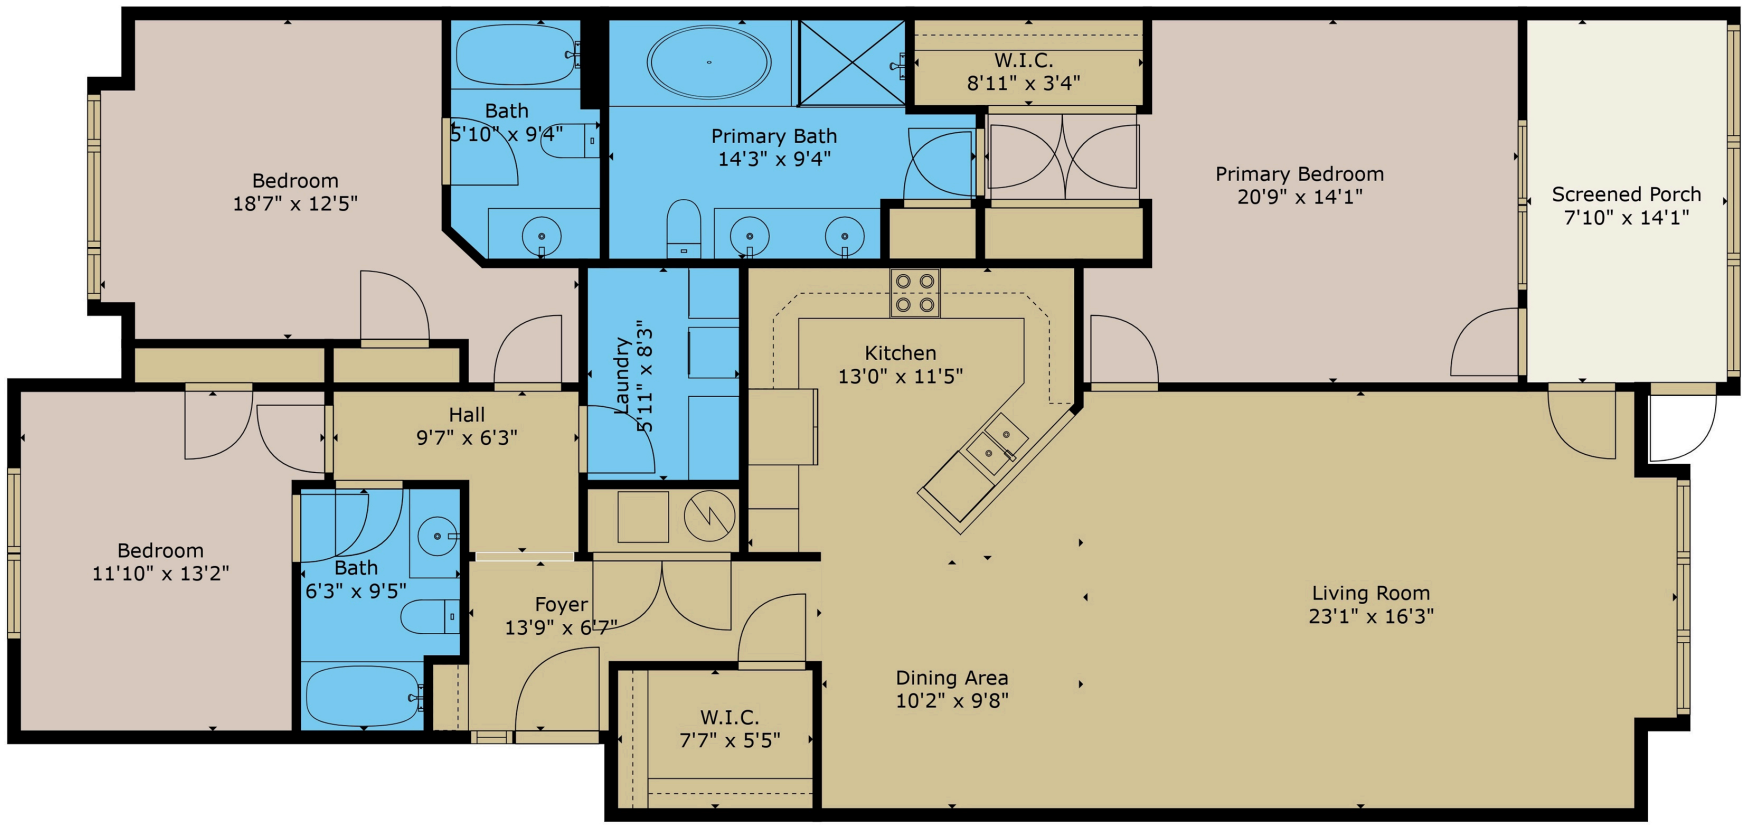 W.I.C.
8'11" x 3'4"
Bath
5'10" x 9'4"
Primary Bath
14'3" x 9'4"
Bedroom
18'7" x 12'5"
Primary Bedroom
20'9" x 14'1"
Screened Porch
7'10" x 14'1"
Laundry
5'11" x 8'3"
Kitchen
13'0" x 11'5"
Hall
9'7" x 6'3"
Bedroom
11'10" x 13'2"
Bath
6'3" x 9'5"
Foyer
13'9" x 6'7"
Living Room
23'1" x 16'3"
Dining Area
10'2" x 9'8"
W.I.C.
7'7" x 5'5"